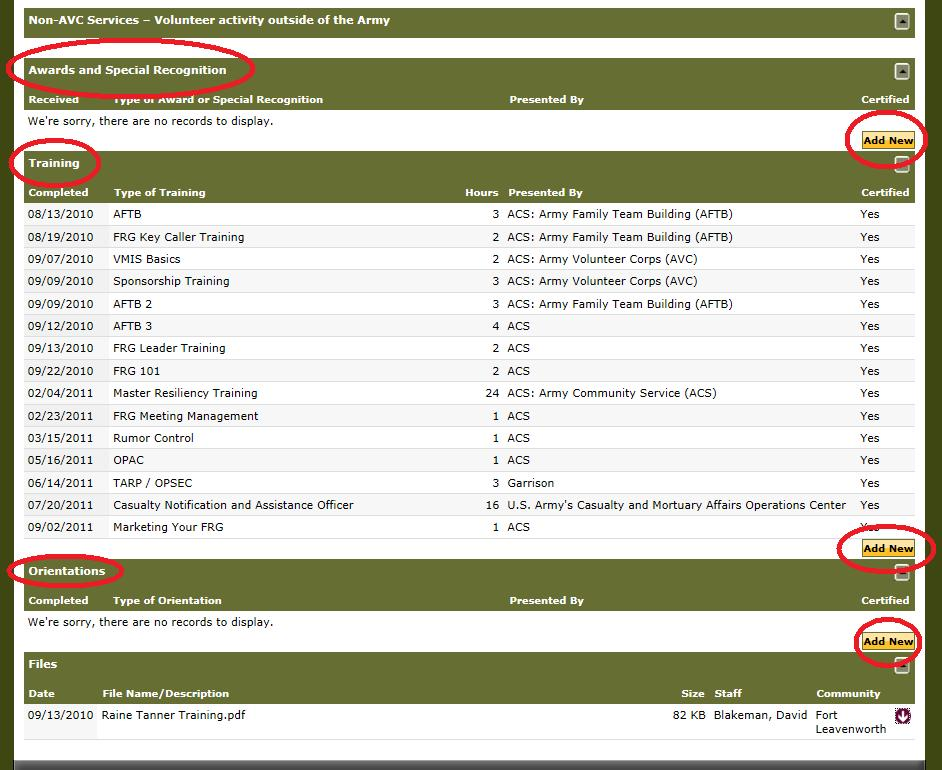 Non-AVC Services – Volunteer activity outside of the Army
Awards and Special Recognition
Received Type of Award or Special Recognition Presented By Certified
We're sorry, there are no records to display.
Add New
Training
Completed Type of Training Hours Presented By Certified
08/13/2010 AFTB 3 ACS: Army Family Team Building (AFTB) Yes
08/19/2010 FRG Key Caller Training 2 ACS: Army Family Team Building (AFTB) Yes
09/07/2010 VMIS Basics 2 ACS: Army Volunteer Corps (AVC) Yes
09/09/2010 Sponsorship Training 3 ACS: Army Volunteer Corps (AVC) Yes
09/09/2010 AFTB 2 3 ACS: Army Family Team Building (AFTB) Yes
09/12/2010 AFTB 3 4 ACS Yes
09/13/2010 FRG Leader Training 2 ACS Yes
09/22/2010 FRG 101 2 ACS Yes
02/04/2011 Master Resiliency Training 24 ACS: Army Community Service (ACS) Yes
02/23/2011 FRG Meeting Management 1 ACS Yes
03/15/2011 Rumor Control 1 ACS Yes
05/16/2011 OPAC 1 ACS Yes
06/14/2011 TARP / OPSEC 3 Garrison Yes
07/20/2011 Casualty Notification and Assistance Officer 16 U.S. Army's Casualty and Mortuary Affairs Operations Center Yes
09/02/2011 Marketing Your FRG 1 ACS Yes
Add New
Orientations
Completed Type of Orientation Presented By Certified
We're sorry, there are no records to display.
Add New
Files
Date File Name/Description Size Staff Community
09/13/2010 Raine Tanner Training.pdf 82 KB Blakeman, David Fort
Leavenworth